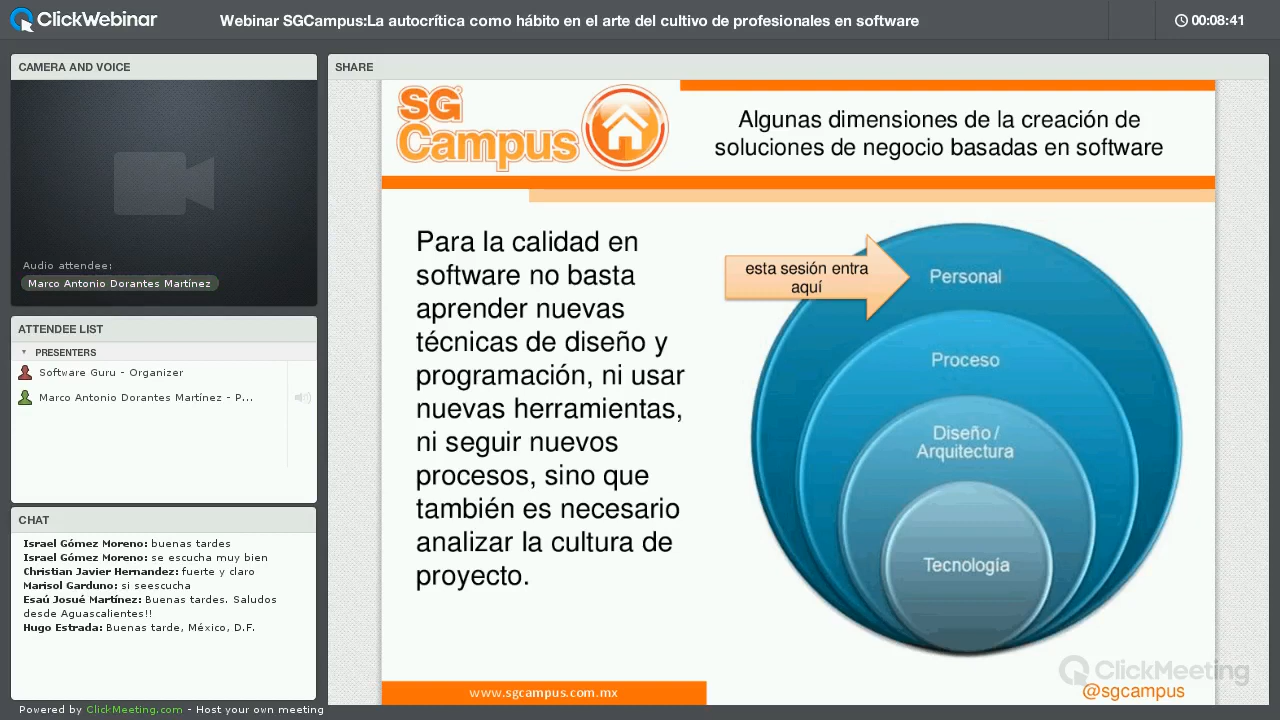 ClickWebinar
Webinar SGCampus:La autocrítica como hábito en el arte del cultivo de profesionales en software
00:08:41
CAMERA AND VOICE
Audio attendee:
Marco Antonio Dorantes Martínez
ATTENDEE LIST
PRESENTERS
Software Guru - Organizer
Marco Antonio Dorantes Martínez - P...
CHAT
Israel Gómez Moreno: buenas tardes
Israel Gómez Moreno: se escucha muy bien
Christian Javier Hernandez: fuerte y claro
Marisol Garduno: si seescucha
Esaú Josué Martínez: Buenas tardes. Saludos
desde Aguascalientes!!
Hugo Estrada: Buenas tarde, México, D.F.
Powered by ClickMeeting.com - Host your own meeting
SHARE
SG
Campus
Algunas dimensiones de la creación de
soluciones de negocio basadas en software
Para la calidad en
software no basta
aprender nuevas
técnicas de diseño y
programación, ni usar
nuevas herramientas,
ni seguir nuevos
procesos, sino que
también es necesario
analizar la cultura de
proyecto.
esta sesión entra
aquí
Personal
Proceso
Diseño /
Arquitectura
Tecnología
ClickMeeting
www.sgcampus.com.mx
@sgcampus